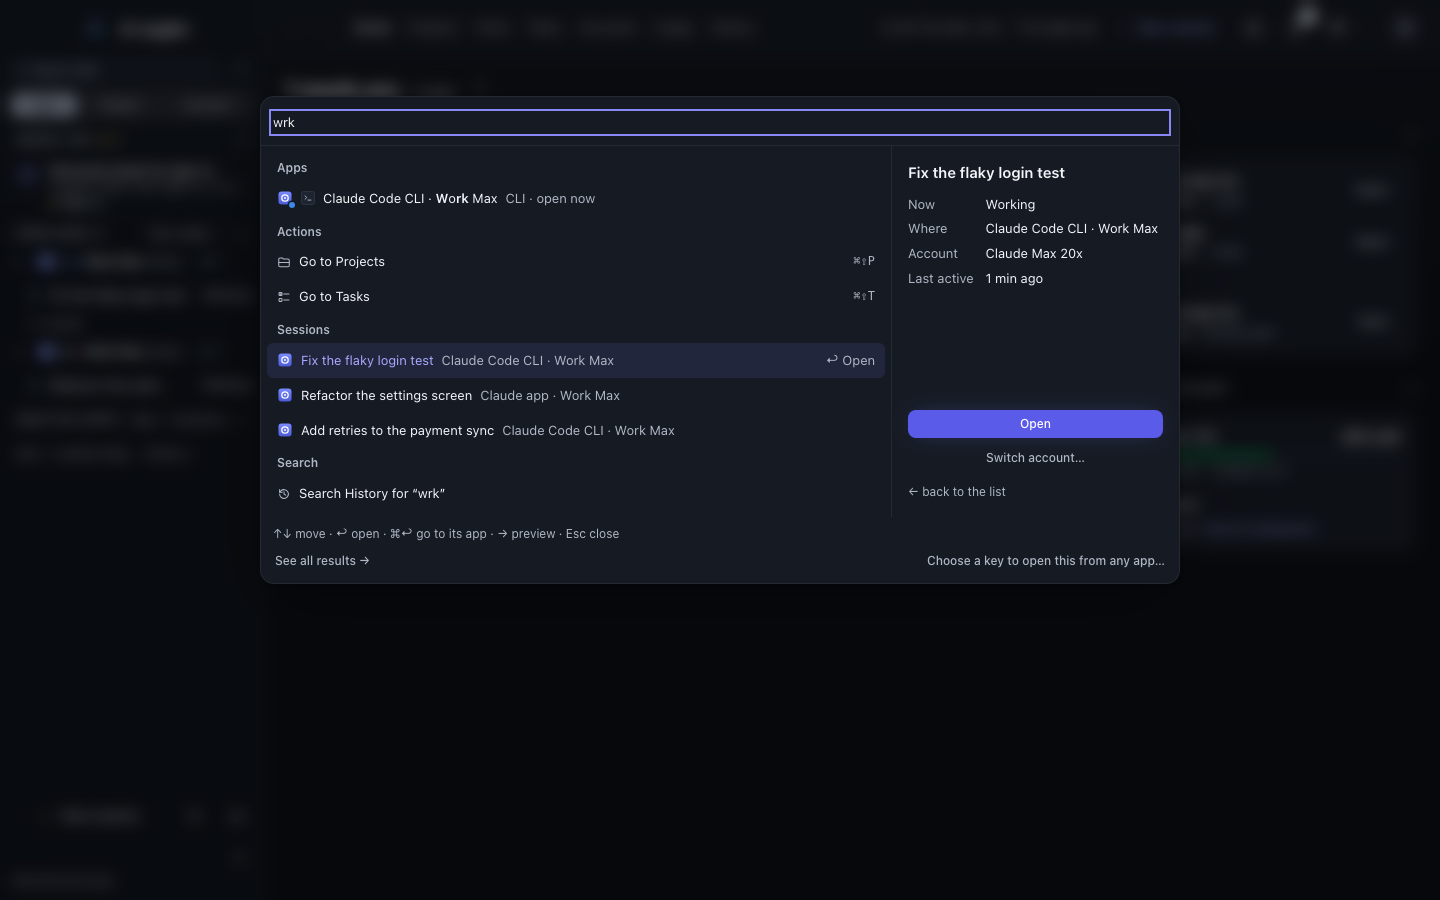 wrk
Apps
Claude Code CLI · Work Max CLI · open now
Actions
Go to Projects ⌘⇧P
Go to Tasks ⌘⇧T
Sessions
Fix the flaky login test Claude Code CLI · Work Max ↩ Open
Refactor the settings screen Claude app · Work Max
Add retries to the payment sync Claude Code CLI · Work Max
Search
Search History for “wrk”
Fix the flaky login test
Now Working
Where Claude Code CLI · Work Max
Account Claude Max 20x
Last active 1 min ago
Open
Switch account…
← back to the list
↑↓ move · ↩ open · ⌘↩ go to its app · → preview · Esc close
See all results →
Choose a key to open this from any app…